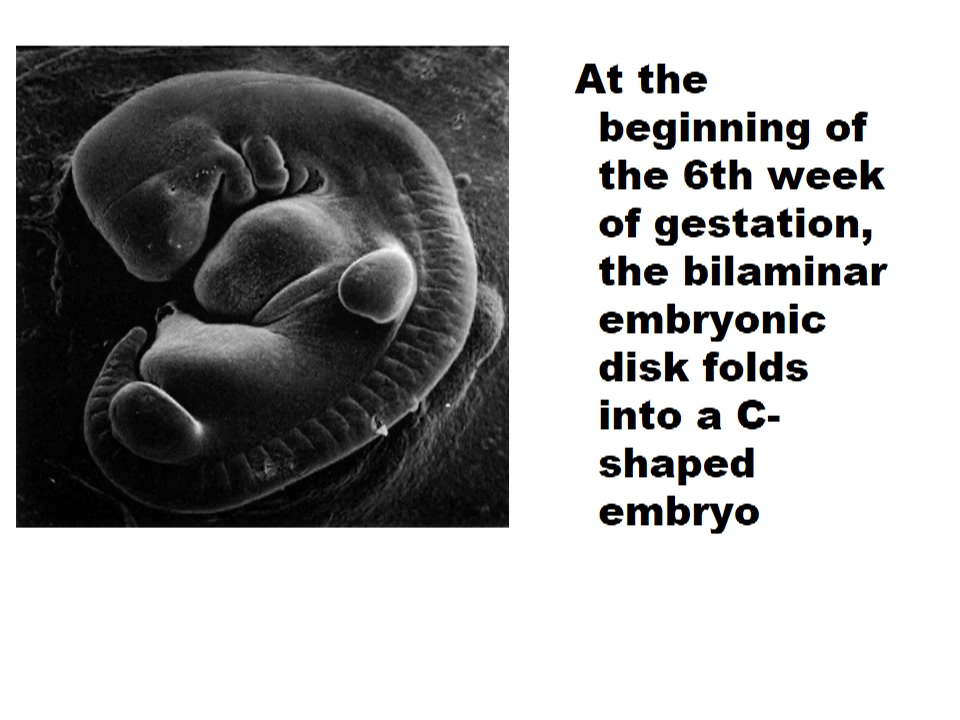 At the
beginning of
the 6th week
of gestation,
the bilaminar
embryonic
disk folds
into a C-
shaped
embryo